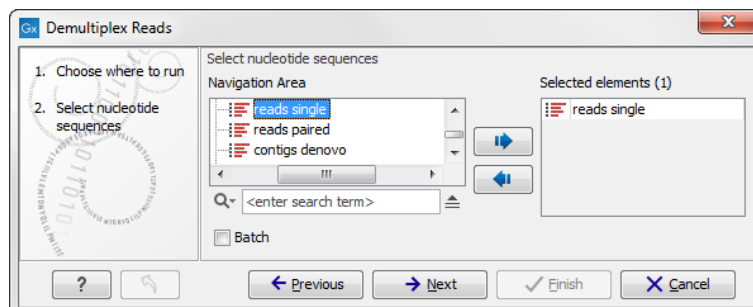 Gx Demultiplex Reads
X
1. Choose where to run
2. Select nucleotide
sequences
Select nucleotide sequences
Navigation Area
reads single
reads paired
contigs denovo
<enter search term>
Batch
Selected elements (1)
reads single
?
Previous
Next
Finish
Cancel